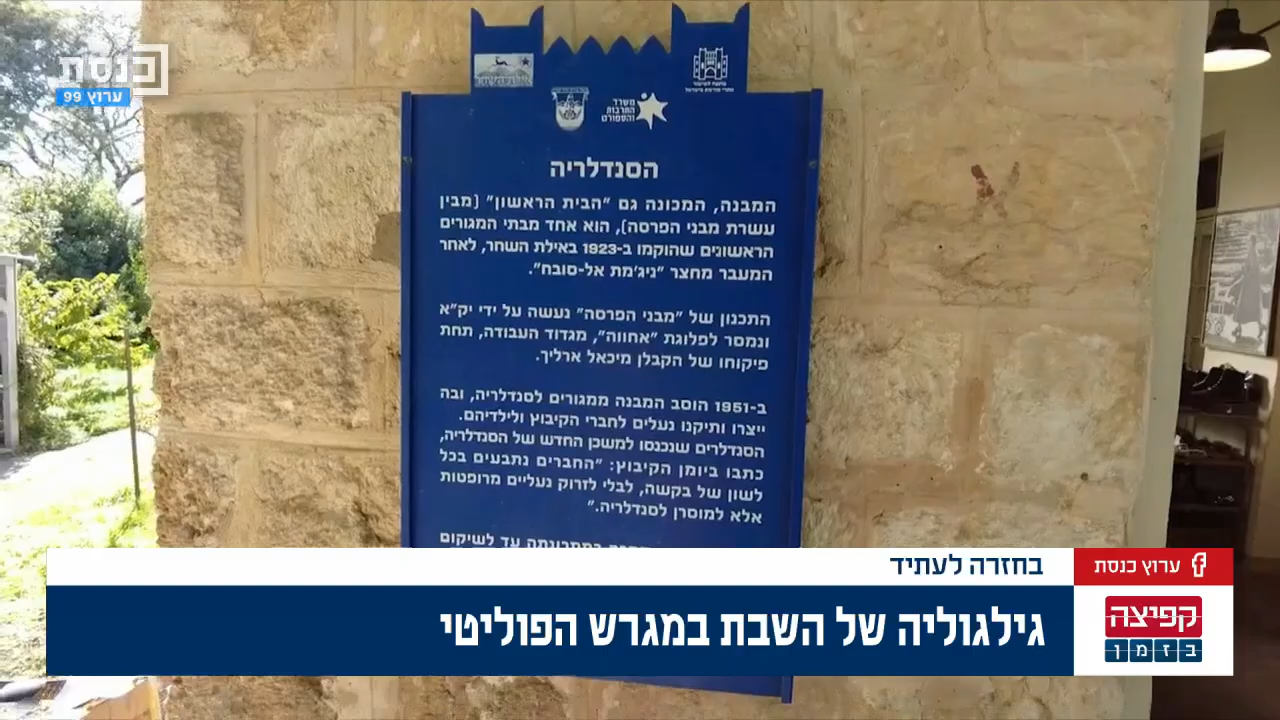 כנסת
ערוץ 99
משרד
התרבות
והספורט
הסנדלריה
המבנה, המכונה גם "הבית הראשון" (מבין
עשרת מבני הפרסה), הוא אחד מבתי המגורים
הראשונים שהוקמו ב-1923 באילת השחר, לאחר
המעבר מחצר "ניג'מת אל-סובח".
התכנון של "מבני הפרסה" נעשה על ידי יק"א
ונמסר לפלוגת "אחווה", מגדוד העבודה, תחת
פיקוחו של הקבלן מיכאל ארליך.
ב-1951 הוסב המבנה ממגורים לסנדלריה, ובה
ייצרו ותיקנו נעלים לחברי הקיבוץ ולילדיהם.
הסנדלרים שנכנסו למשכן החדש של הסנדלריה,
כתבו ביומן הקיבוץ: "החברים נתבעים בכל
לשון של בקשה, לבלי לזרוק נעליים מרופטות
אלא למוסרן לסנדלריה."
במתכונתה עד לשיקום
בחזרה לעתיד
ערוץ כנסת
גילגוליה של השבת במגרש הפוליטי
קפיצה
בזמן